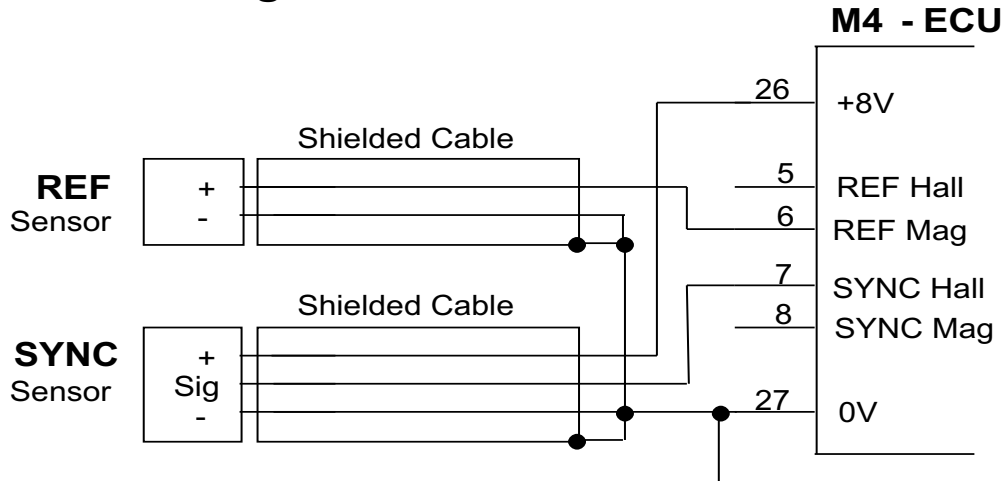 M4 - ECU
26
+8V
Shielded Cable
REF
Sensor
+
-
5
REF Hall
6
REF Mag
7
SYNC Hall
Shielded Cable
8
SYNC Mag
SYNC
Sensor
+
Sig
-
27
0V